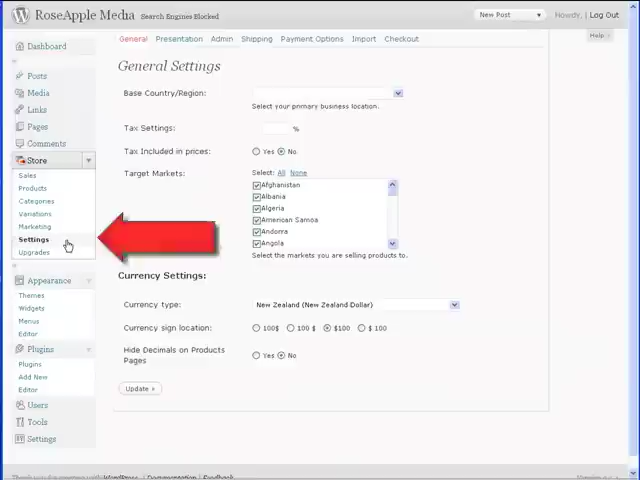 RoseApple Media Search Engines Blocked New Post Howdy, | Log Out
Help
General Presentation Admin Shipping Payment Options Import Checkout
Dashboard
Posts
Media
Links
Pages
Comments
Store
Sales
Products
Categories
Variations
Marketing
Settings
Upgrades
Appearance
Themes
Widgets
Menus
Editor
Plugins
Plugins
Add New
Editor
Users
Tools
Settings
General Settings
Base Country/Region:
Select your primary business location.
Tax Settings: %
Tax Included in prices: Yes No
Target Markets: Select: All None
Afghanistan
Albania
Algeria
American Samoa
Andorra
Angola
Select the markets you are selling products to.
Currency Settings:
Currency type: New Zealand (New Zealand Dollar)
Currency sign location: 100$ 100 $ $100 $ 100
Hide Decimals on Products
Pages
Yes No
Update »
WordPress | Documentation | Feedback